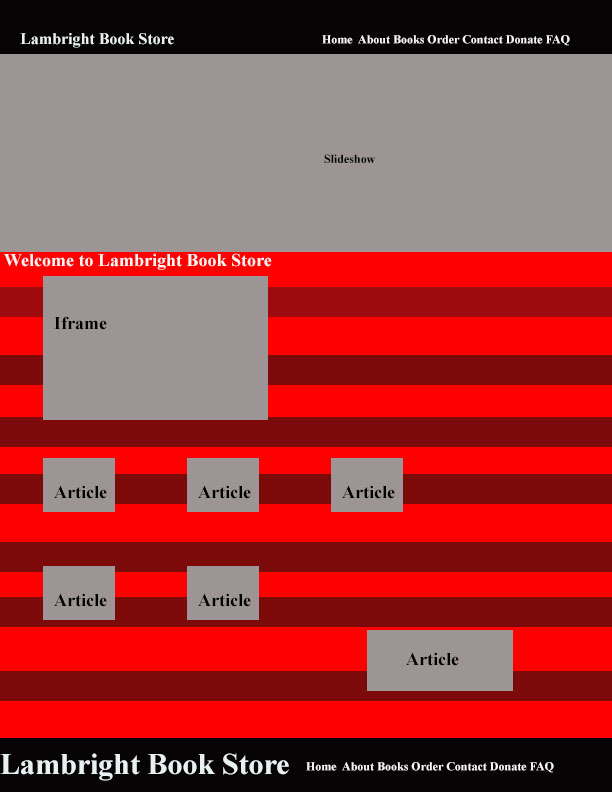 Lambright Book Store
Home About Books Order Contact Donate FAQ
Slideshow
Welcome to Lambright Book Store
Iframe
Article Article Article
Article Article
Article
Lambright Book Store Home About Books Order Contact Donate FAQ